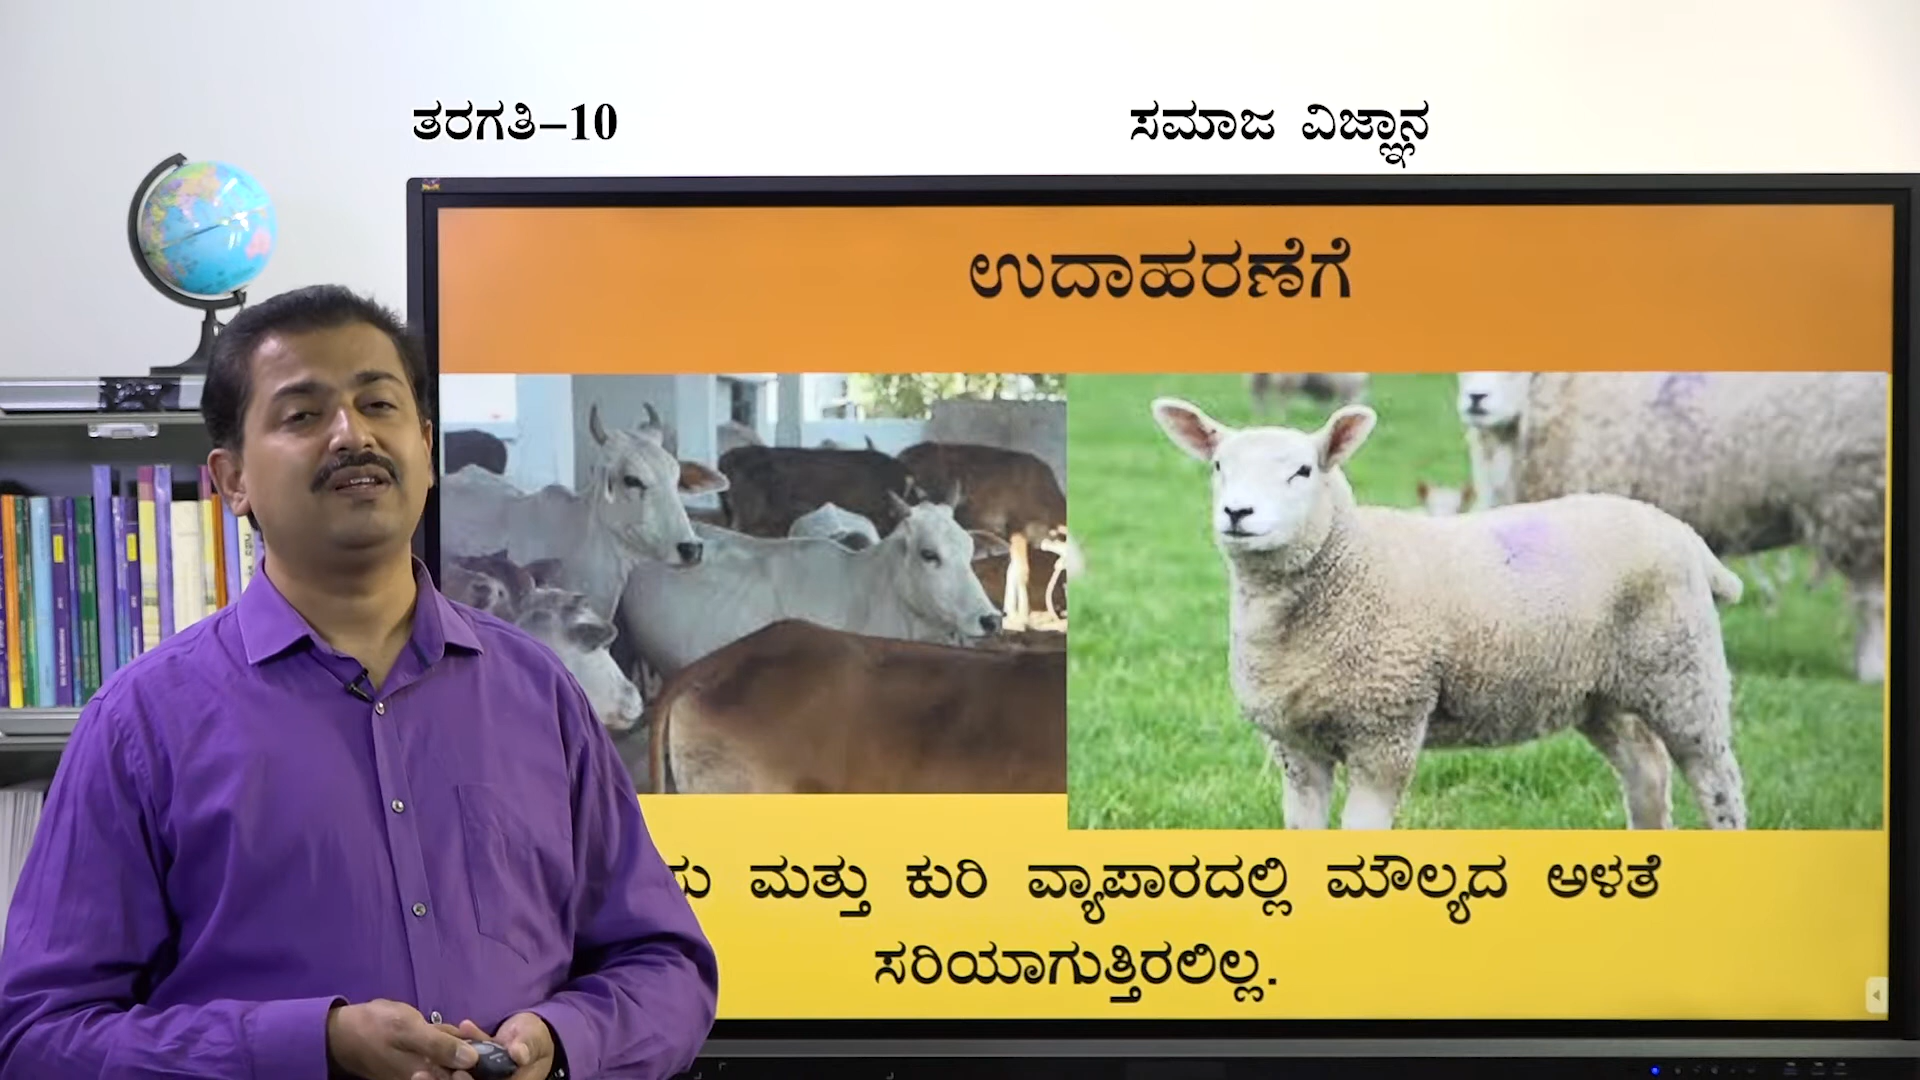 ತರಗತಿ–10
ಸಮಾಜ ವಿಜ್ಞಾನ
ಉದಾಹರಣೆಗೆ
ಮತ್ತು ಕುರಿ ವ್ಯಾಪಾರದಲ್ಲಿ ಮೌಲ್ಯದ ಅಳತೆ
ಸರಿಯಾಗುತ್ತಿರಲಿಲ್ಲ.